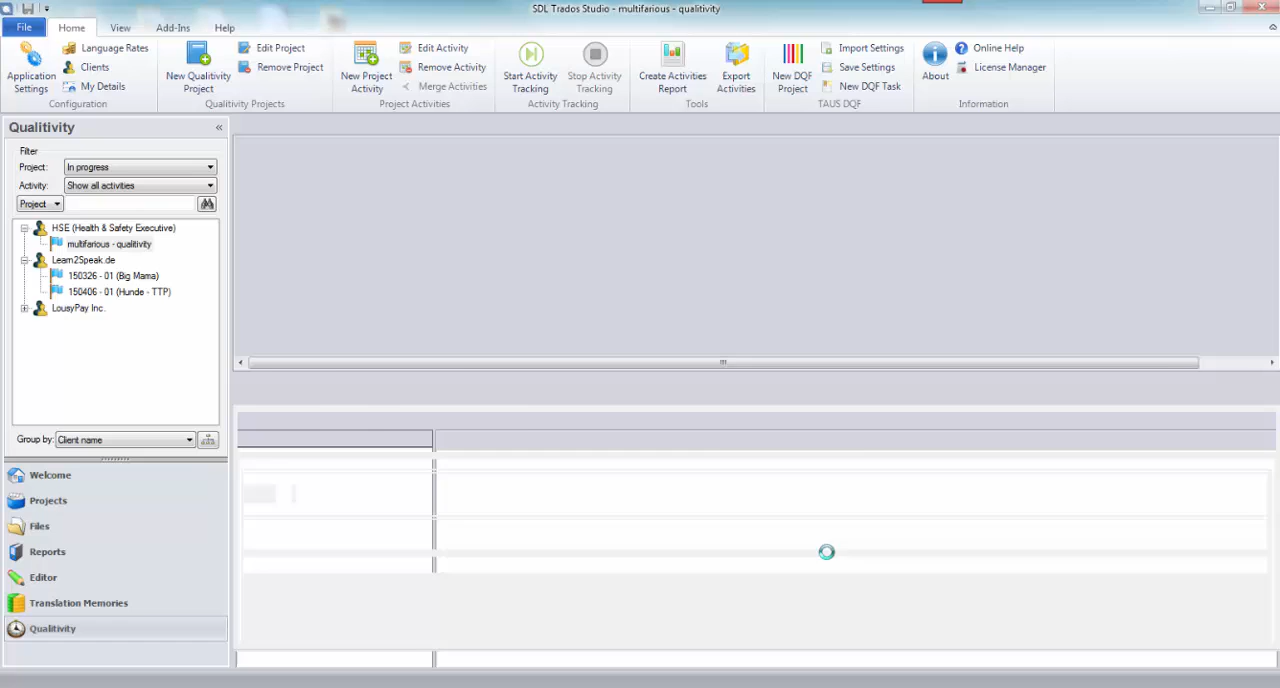 SDL Trados Studio - multifarious - qualitivity
File Home View Add-Ins Help
Application Settings
Language Rates
Clients
My Details
Configuration
New Qualitivity Project
Edit Project
Remove Project
Qualitivity Projects
New Project Activity
Edit Activity
Remove Activity
Merge Activities
Project Activities
Start Activity Tracking
Stop Activity Tracking
Activity Tracking
Create Activities Report
Export Activities
Tools
New DQF Project
Import Settings
Save Settings
New DQF Task
TAUS DQF
About
Online Help
License Manager
Information
Qualitivity
Filter
Project: In progress
Activity: Show all activities
Project
HSE (Health & Safety Executive)
multifarious - qualitivity
Learn2Speak.de
150326 - 01 (Big Mama)
150406 - 01 (Hunde - TTP)
LousyPay Inc.
Group by: Client name
Welcome
Projects
Files
Reports
Editor
Translation Memories
Qualitivity